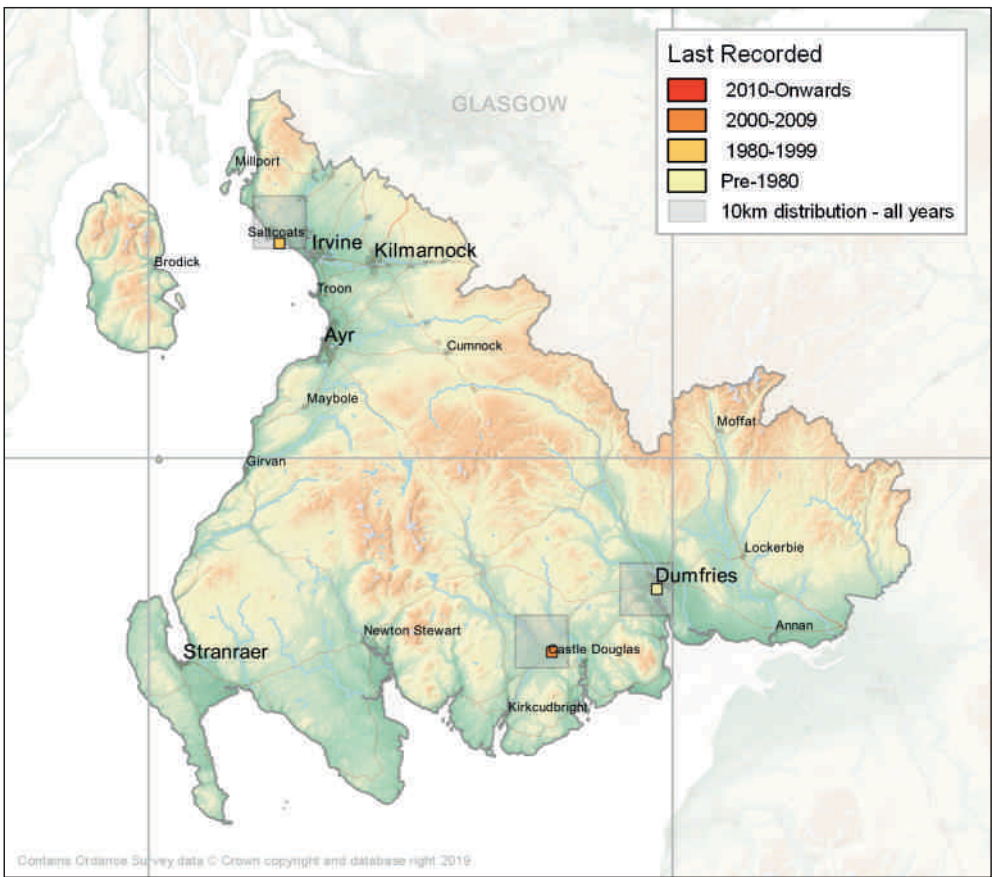 GLASGOW
Last Recorded
2010-Onwards
2000-2009
1980-1999
Pre-1980
10km distribution - all years
Millport
Saltcoats
Irvine
Kilmarnock
Brodick
Troon
Ayr
Cumnock
Maybole
Moffat
Girvan
Lockerbie
Dumfries
Annan
Newton Stewart
Castle Douglas
Stranraer
Kirkcudbright
Contains Ordance Survey data © Crown copyright and database right 2019